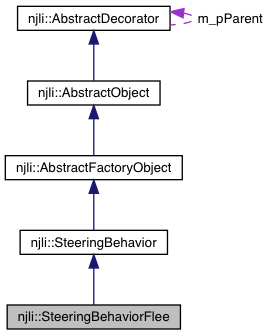 njli::AbstractDecorator
m_pParent
njli::AbstractObject
njli::AbstractFactoryObject
njli::SteeringBehavior
njli::SteeringBehaviorFlee